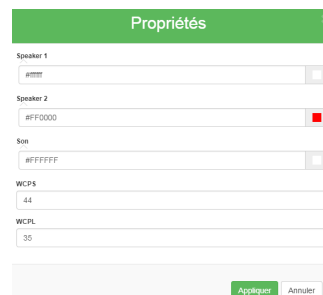 Propriétés
Speaker 1
#ffffff
Speaker 2
#FF0000
Son
#FFFFFF
WCPS
44
WCPL
35
Appliquer Annuler